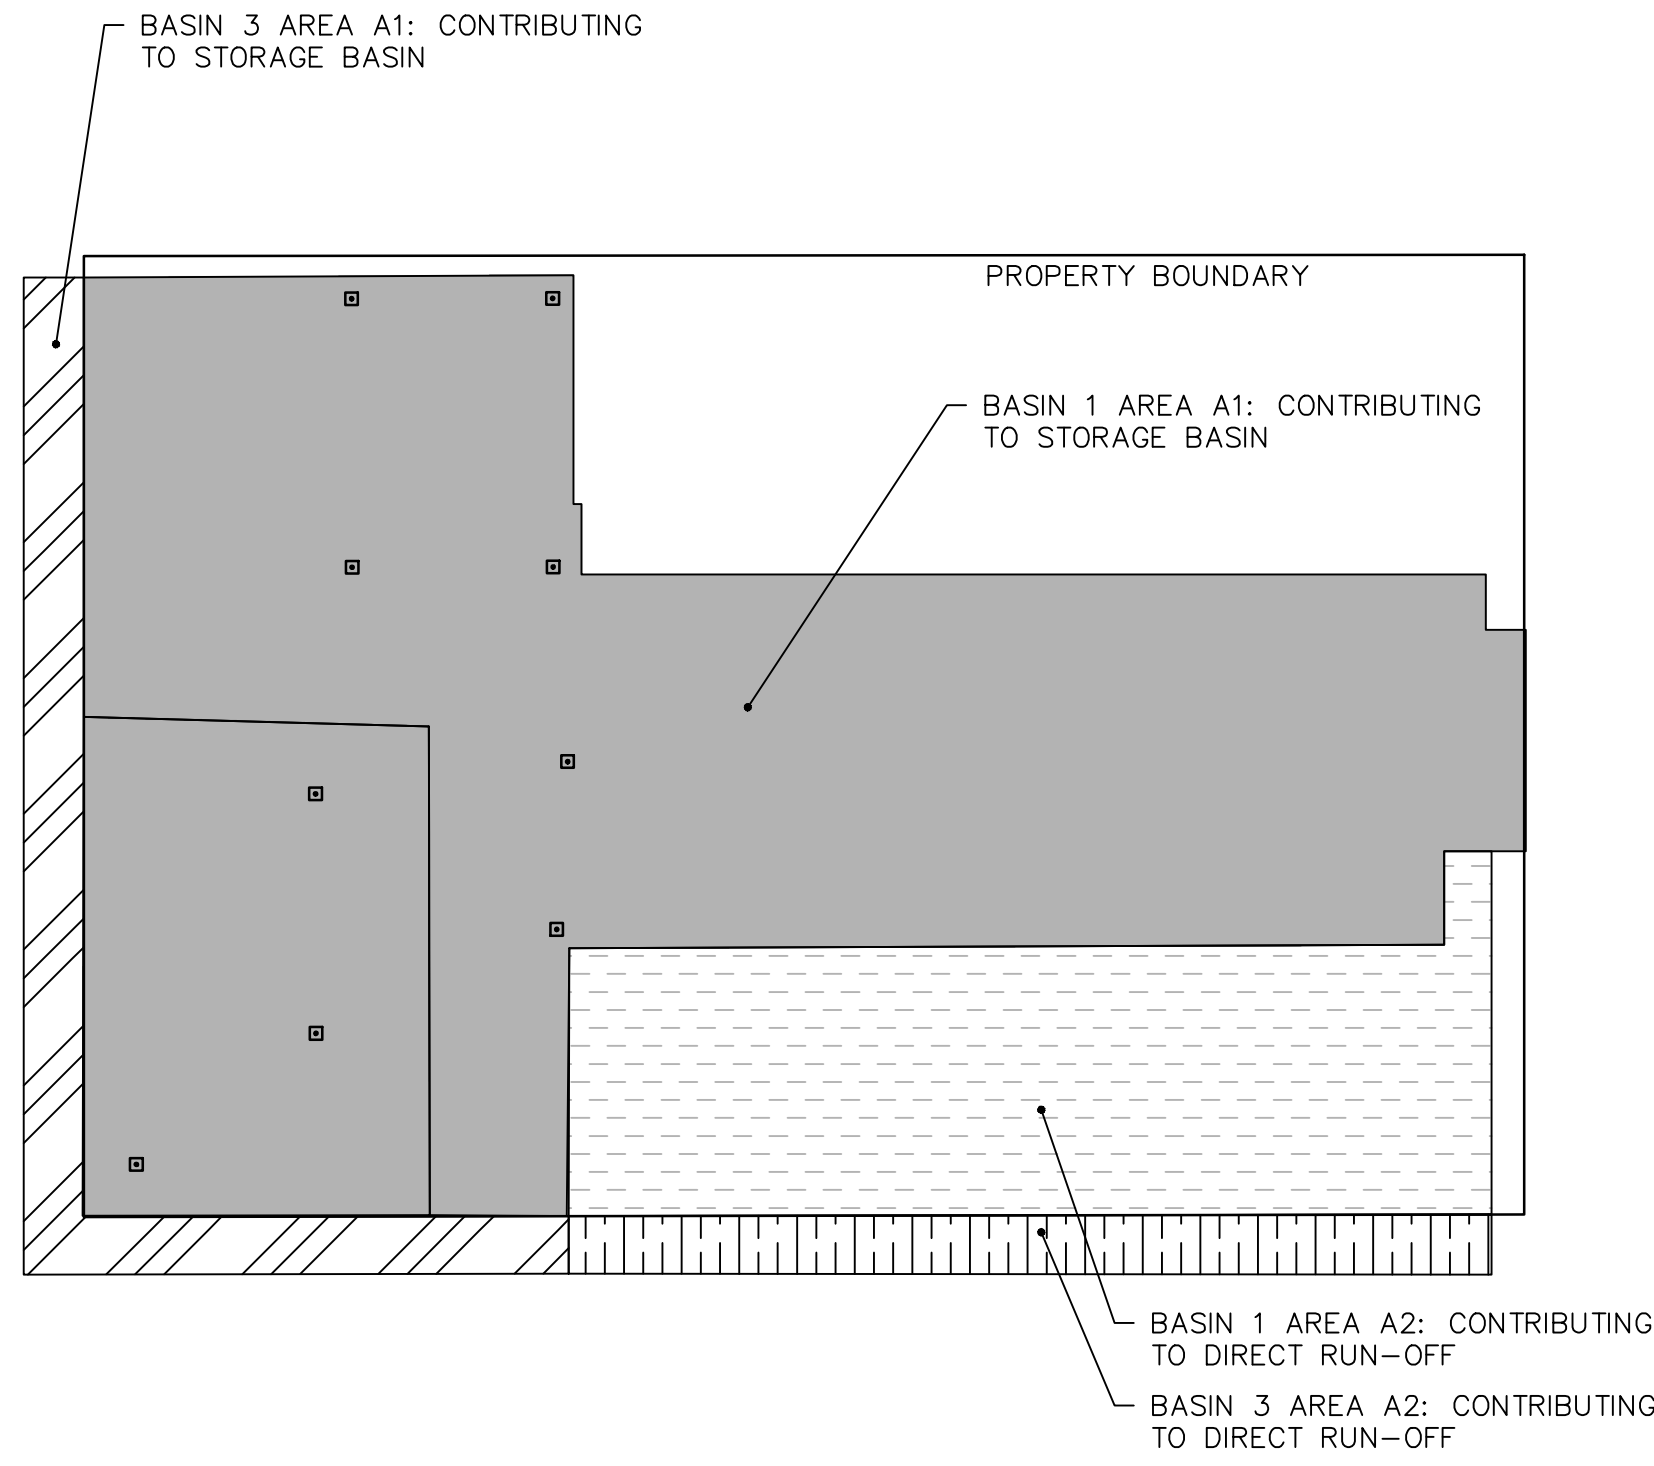 BASIN 3 AREA A1: CONTRIBUTING
TO STORAGE BASIN
PROPERTY BOUNDARY
BASIN 1 AREA A1: CONTRIBUTING
TO STORAGE BASIN
BASIN 1 AREA A2: CONTRIBUTING
TO DIRECT RUN-OFF
BASIN 3 AREA A2: CONTRIBUTING
TO DIRECT RUN-OFF